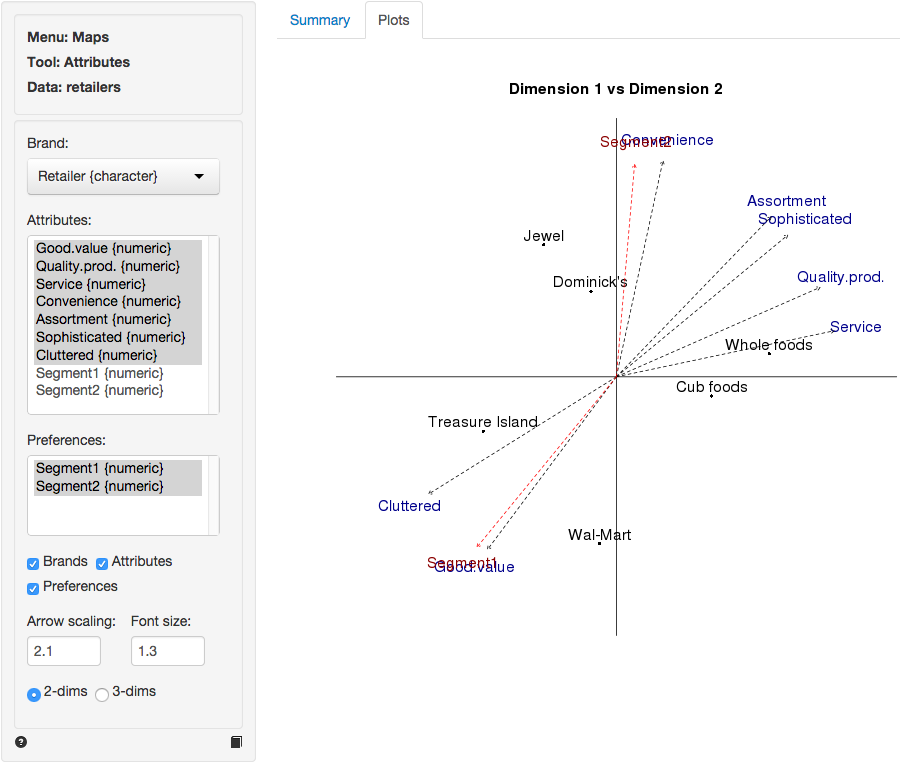 Menu: Maps
Tool: Attributes
Data: retailers
Brand:
Retailer {character}
Attributes:
Good.value {numeric}
Quality.prod. {numeric}
Service {numeric}
Convenience {numeric}
Assortment {numeric}
Sophisticated {numeric}
Cluttered {numeric}
Segment1 {numeric}
Segment2 {numeric}
Preferences:
Segment1 {numeric}
Segment2 {numeric}
Brands Attributes
Preferences
Arrow scaling: Font size:
2.1 1.3
2-dims 3-dims
?
Summary Plots
Dimension 1 vs Dimension 2
Segment2 Convenience
Assortment
Sophisticated
Jewel
Quality.prod.
Dominick's
Service
Whole foods
Cub foods
Treasure Island
Cluttered
Wal-Mart
Segment1
Good.value